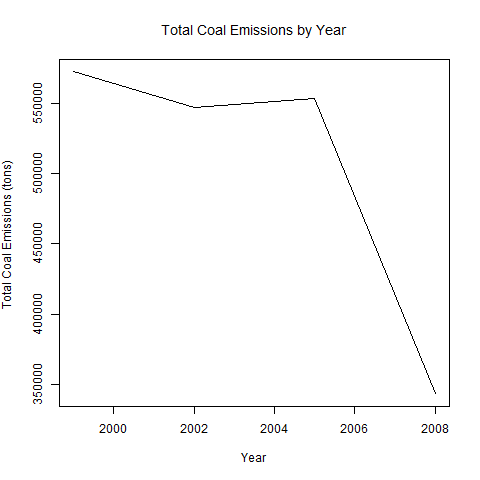 Total Coal Emissions by Year
Total Coal Emissions (tons)
550000
500000
450000
400000
350000
2000 2002 2004 2006 2008
Year